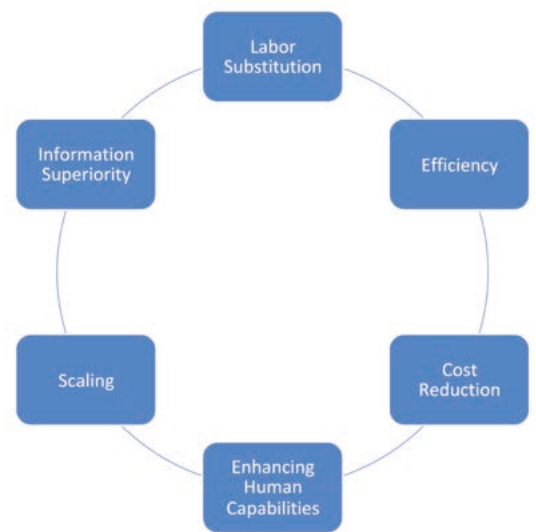 Labor
Substitution
Efficiency
Cost
Reduction
Enhancing
Human
Capabilities
Scaling
Information
Superiority